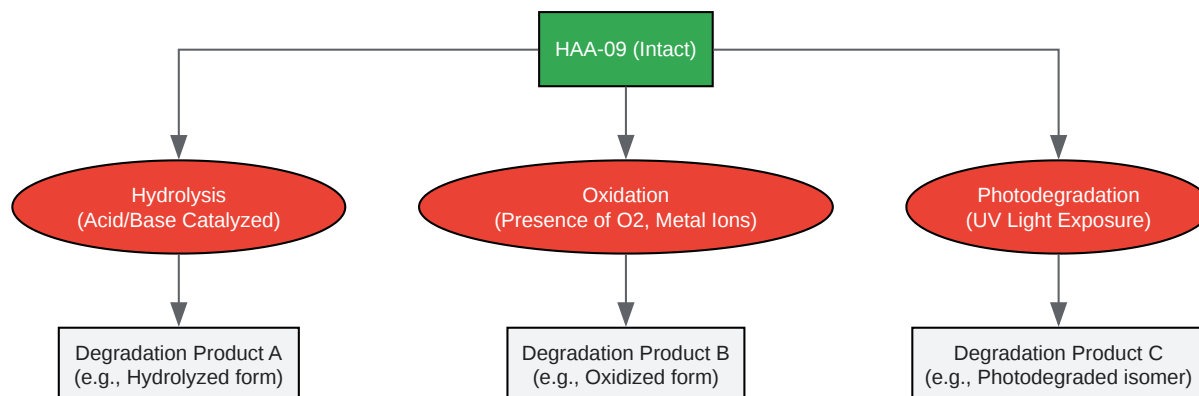 HAA-09 (Intact)
Hydrolysis
(Acid/Base Catalyzed)
Oxidation
(Presence of O2, Metal Ions)
Photodegradation
(UV Light Exposure)
Degradation Product A
(e.g., Hydrolyzed form)
Degradation Product B
(e.g., Oxidized form)
Degradation Product C
(e.g., Photodegraded isomer)